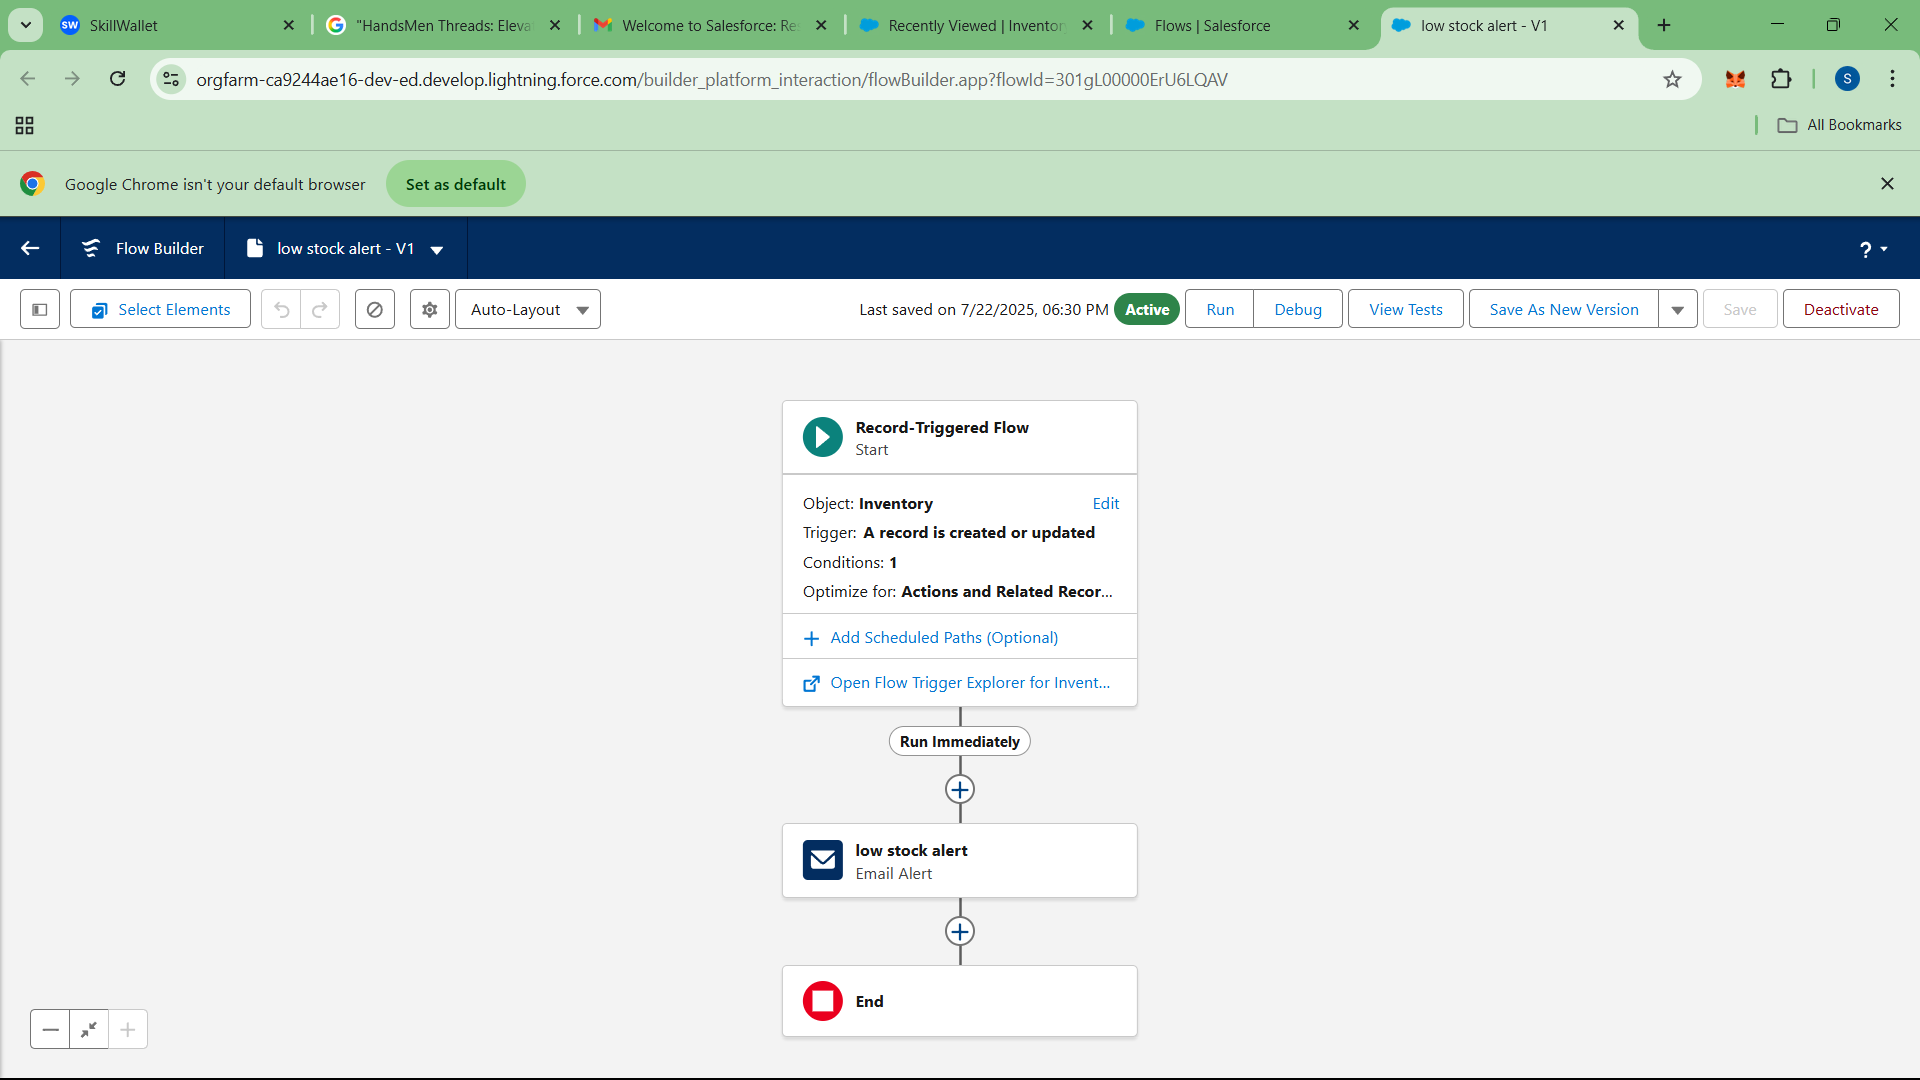 SW SkillWallet
"HandsMen Threads: Eleva
Welcome to Salesforce: Re
Recently Viewed | Inventor
Flows | Salesforce
low stock alert - V1
orgfarm-ca9244ae16-dev-ed.develop.lightning.force.com/builder_platform_interaction/flowBuilder.app?flowId=301gL00000ErU6LQAV
S
All Bookmarks
Google Chrome isn't your default browser
Set as default
Flow Builder
low stock alert - V1
?
Select Elements
Auto-Layout
Last saved on 7/22/2025, 06:30 PM
Active
Run
Debug
View Tests
Save As New Version
Save
Deactivate
Record-Triggered Flow
Start
Object: Inventory
Edit
Trigger: A record is created or updated
Conditions: 1
Optimize for: Actions and Related Recor...
Add Scheduled Paths (Optional)
Open Flow Trigger Explorer for Invent...
Run Immediately
low stock alert
Email Alert
End